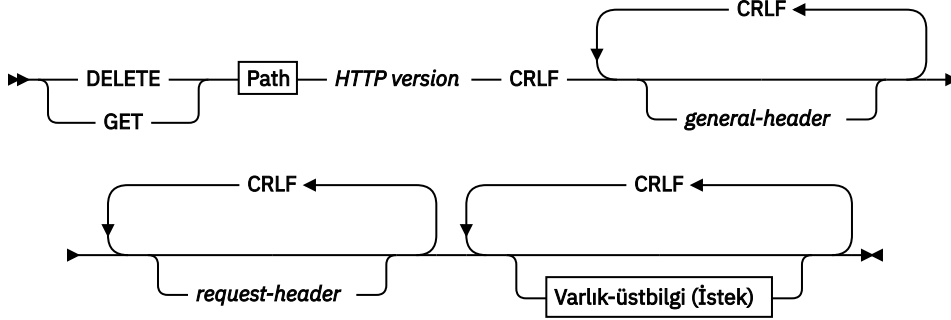 CRLF
DELETE Path HTTP version CRLF
GET
general-header
CRLF CRLF
request-header
Varlık-üstbilgi (İstek)